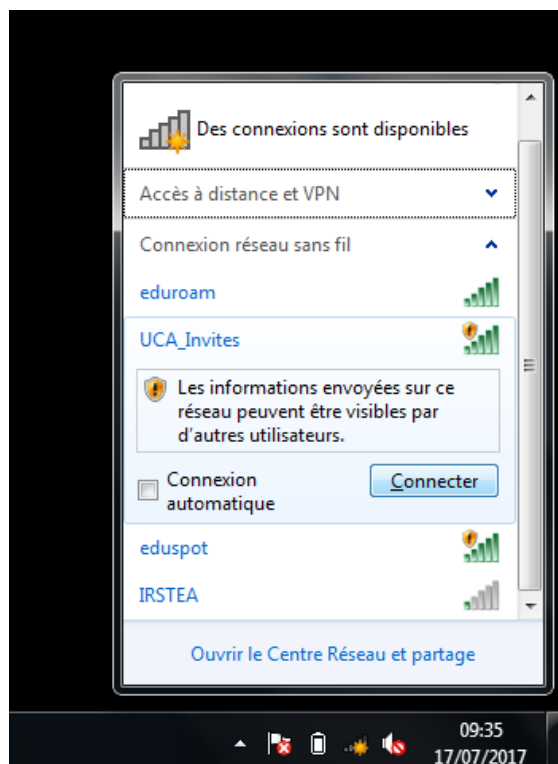 Des connexions sont disponibles
Accès à distance et VPN
Connexion réseau sans fil
eduroam
UCA_Invites
Les informations envoyées sur ce
réseau peuvent être visibles par
d'autres utilisateurs.
Connexion
automatique
Connecter
eduspot
IRSTEA
Ouvrir le Centre Réseau et partage
09:35
17/07/2017